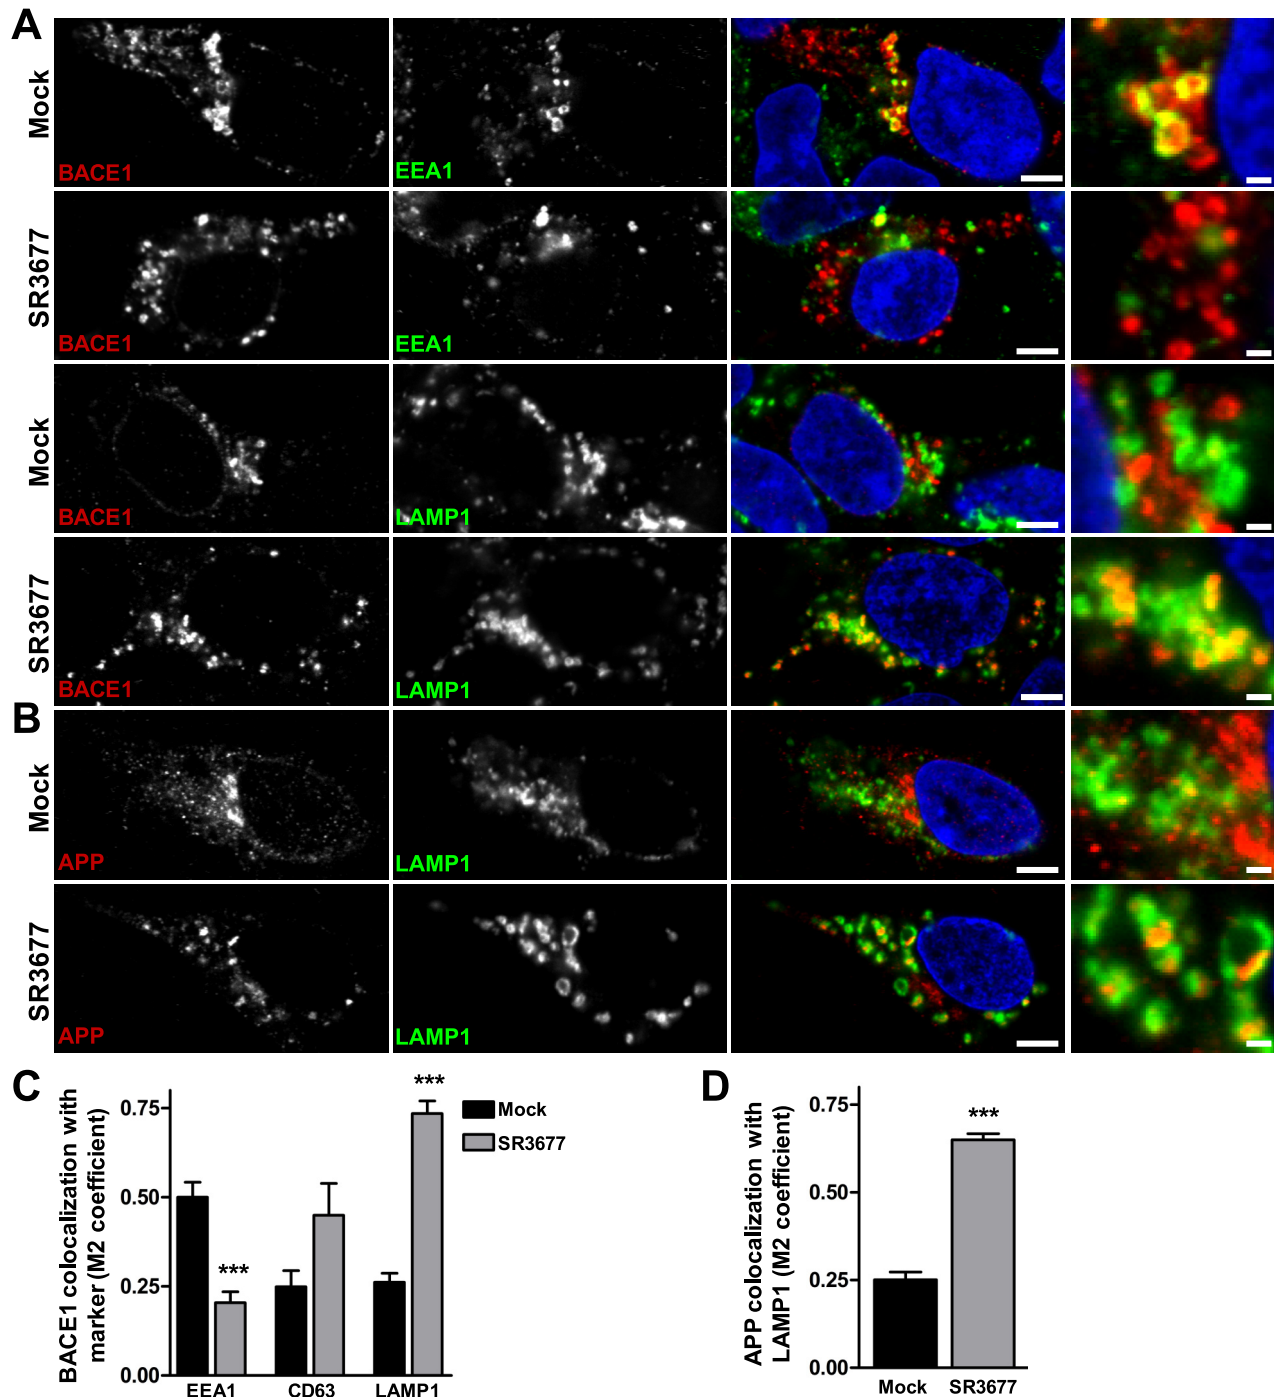 A
Mock
BACE1
EEA1
SR3677
BACE1
EEA1
Mock
BACE1
LAMP1
SR3677
BACE1
LAMP1
B
Mock
APP
LAMP1
SR3677
APP
LAMP1
C
BACE1 colocalization with
marker (M2 coefficient)
0.75
0.50
0.25
0.00
***
***
EEA1
CD63
LAMP1
Mock
SR3677
D
APP colocalization with
LAMP1 (M2 coefficient)
0.75
0.50
0.25
0.00
***
Mock
SR3677